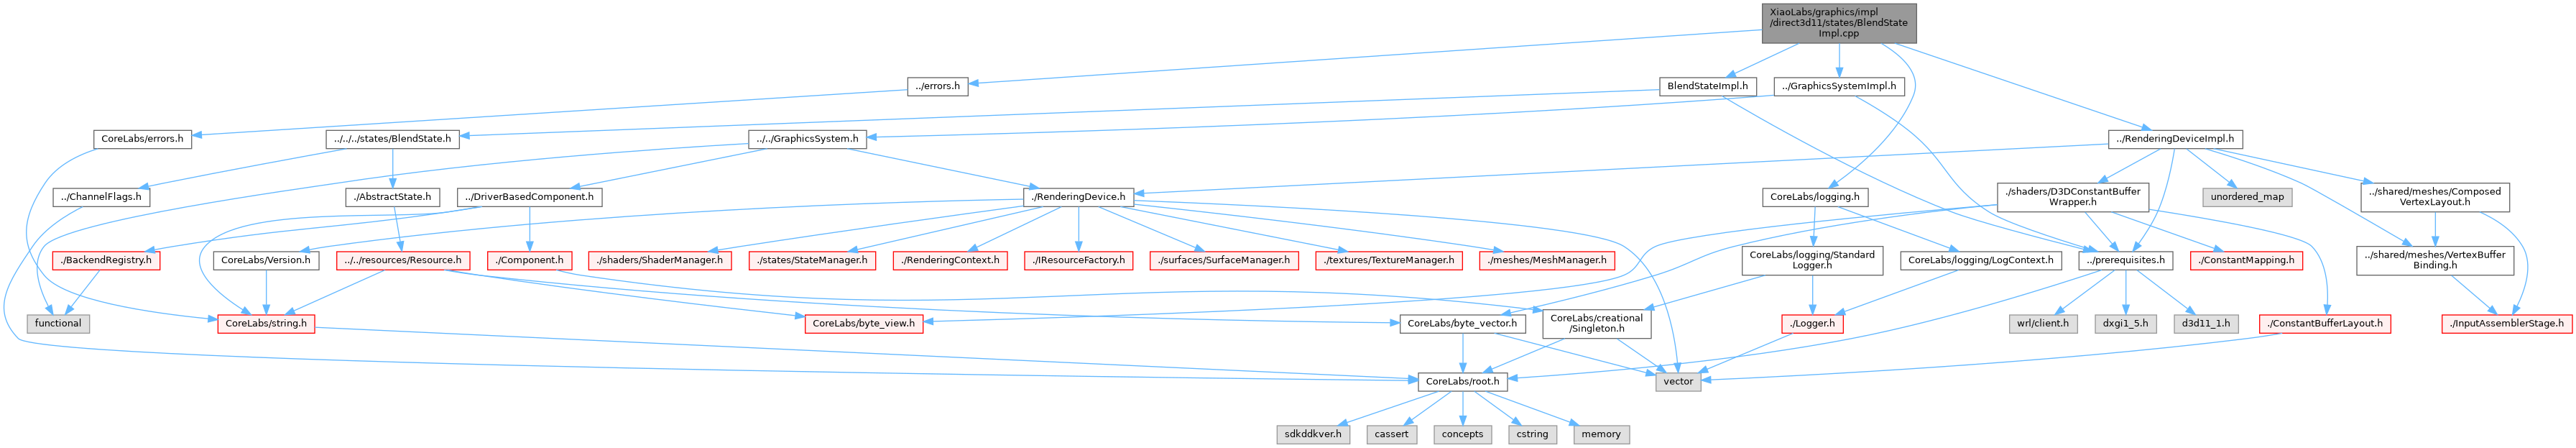 XiaoLabs/graphics/impl
/direct3d11/states/BlendState
Impl.cpp
../errors.h
BlendStateImpl.h
../GraphicsSystemImpl.h
CoreLabs/errors.h
../../../states/BlendState.h
../../GraphicsSystem.h
../RenderingDeviceImpl.h
../ChannelFlags.h
./AbstractState.h
../DriverBasedComponent.h
./RenderingDevice.h
CoreLabs/logging.h
./shaders/D3DConstantBuffer
Wrapper.h
unordered_map
../shared/meshes/Composed
VertexLayout.h
./BackendRegistry.h
CoreLabs/Version.h
../../resources/Resource.h
./Component.h
./shaders/ShaderManager.h
./states/StateManager.h
./RenderingContext.h
./IResourceFactory.h
./surfaces/SurfaceManager.h
./textures/TextureManager.h
./meshes/MeshManager.h
CoreLabs/logging/Standard
Logger.h
CoreLabs/logging/LogContext.h
../prerequisites.h
./ConstantMapping.h
../shared/meshes/VertexBuffer
Binding.h
functional
CoreLabs/string.h
CoreLabs/byte_view.h
CoreLabs/byte_vector.h
CoreLabs/creational
/Singleton.h
./Logger.h
wrl/client.h
dxgi1_5.h
d3d11_1.h
./ConstantBufferLayout.h
./InputAssemblerStage.h
CoreLabs/root.h
vector
sdkddkver.h
cassert
concepts
cstring
memory